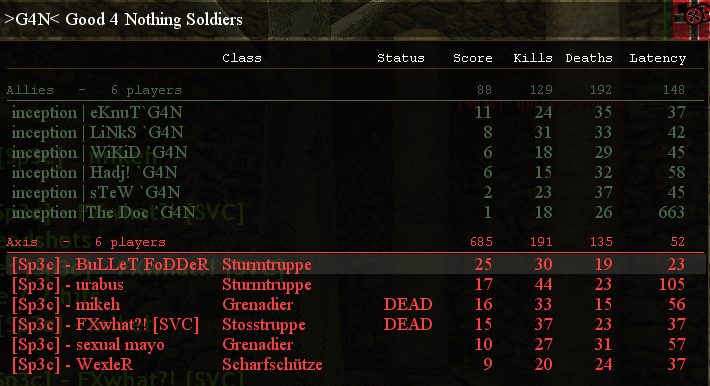 >G4N< Good 4 Nothing Soldiers
Class Status Score Kills Deaths Latency
Allies - 6 players 88 129 192 148
inception | eKnuT`G4N 11 24 35 37
inception | LiNkS `G4N 8 31 33 42
inception | WiKiD `G4N 6 18 29 45
inception | Hadj! `G4N 6 15 32 58
inception | sTeW `G4N 2 23 37 45
inception |The Doc `G4N 1 18 26 663
Axis - 6 players 685 191 135 52
[Sp3c] - BuLLeT FoDDeR Sturmtruppe 25 30 19 23
[Sp3c] - urabus Sturmtruppe 17 44 23 105
[Sp3c] - mikeh Grenadier DEAD 16 33 15 56
[Sp3c] - FXwhat?! [SVC] Stosstruppe DEAD 15 37 23 37
[Sp3c] - sexual mayo Grenadier 10 27 31 57
[Sp3c] - WexleR Scharfschütze 9 20 24 37